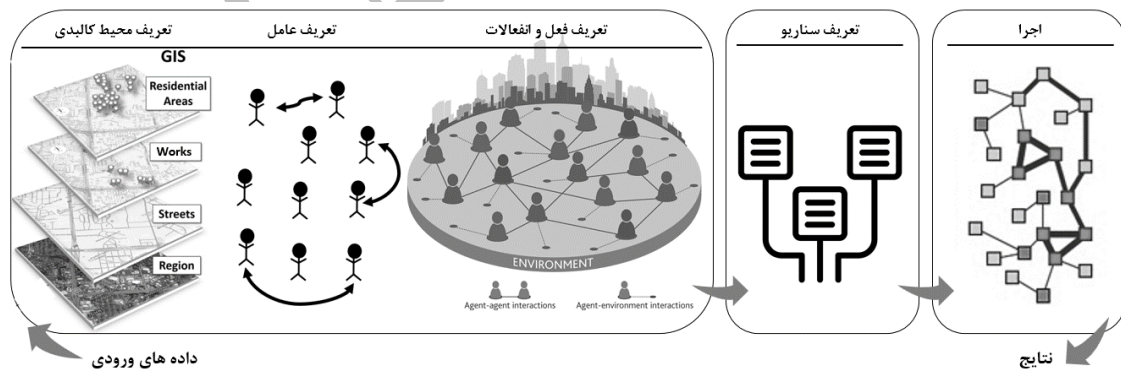 تعریف محیط کالبدی
تعریف عامل
تعریف فعل و انفعالات
تعریف سناریو
اجرا
GIS
Residential
Areas
Works
Streets
Region
ENVIRONMENT
Agent-agent interactions
Agent-environment interactions
داده های ورودی
نتایج